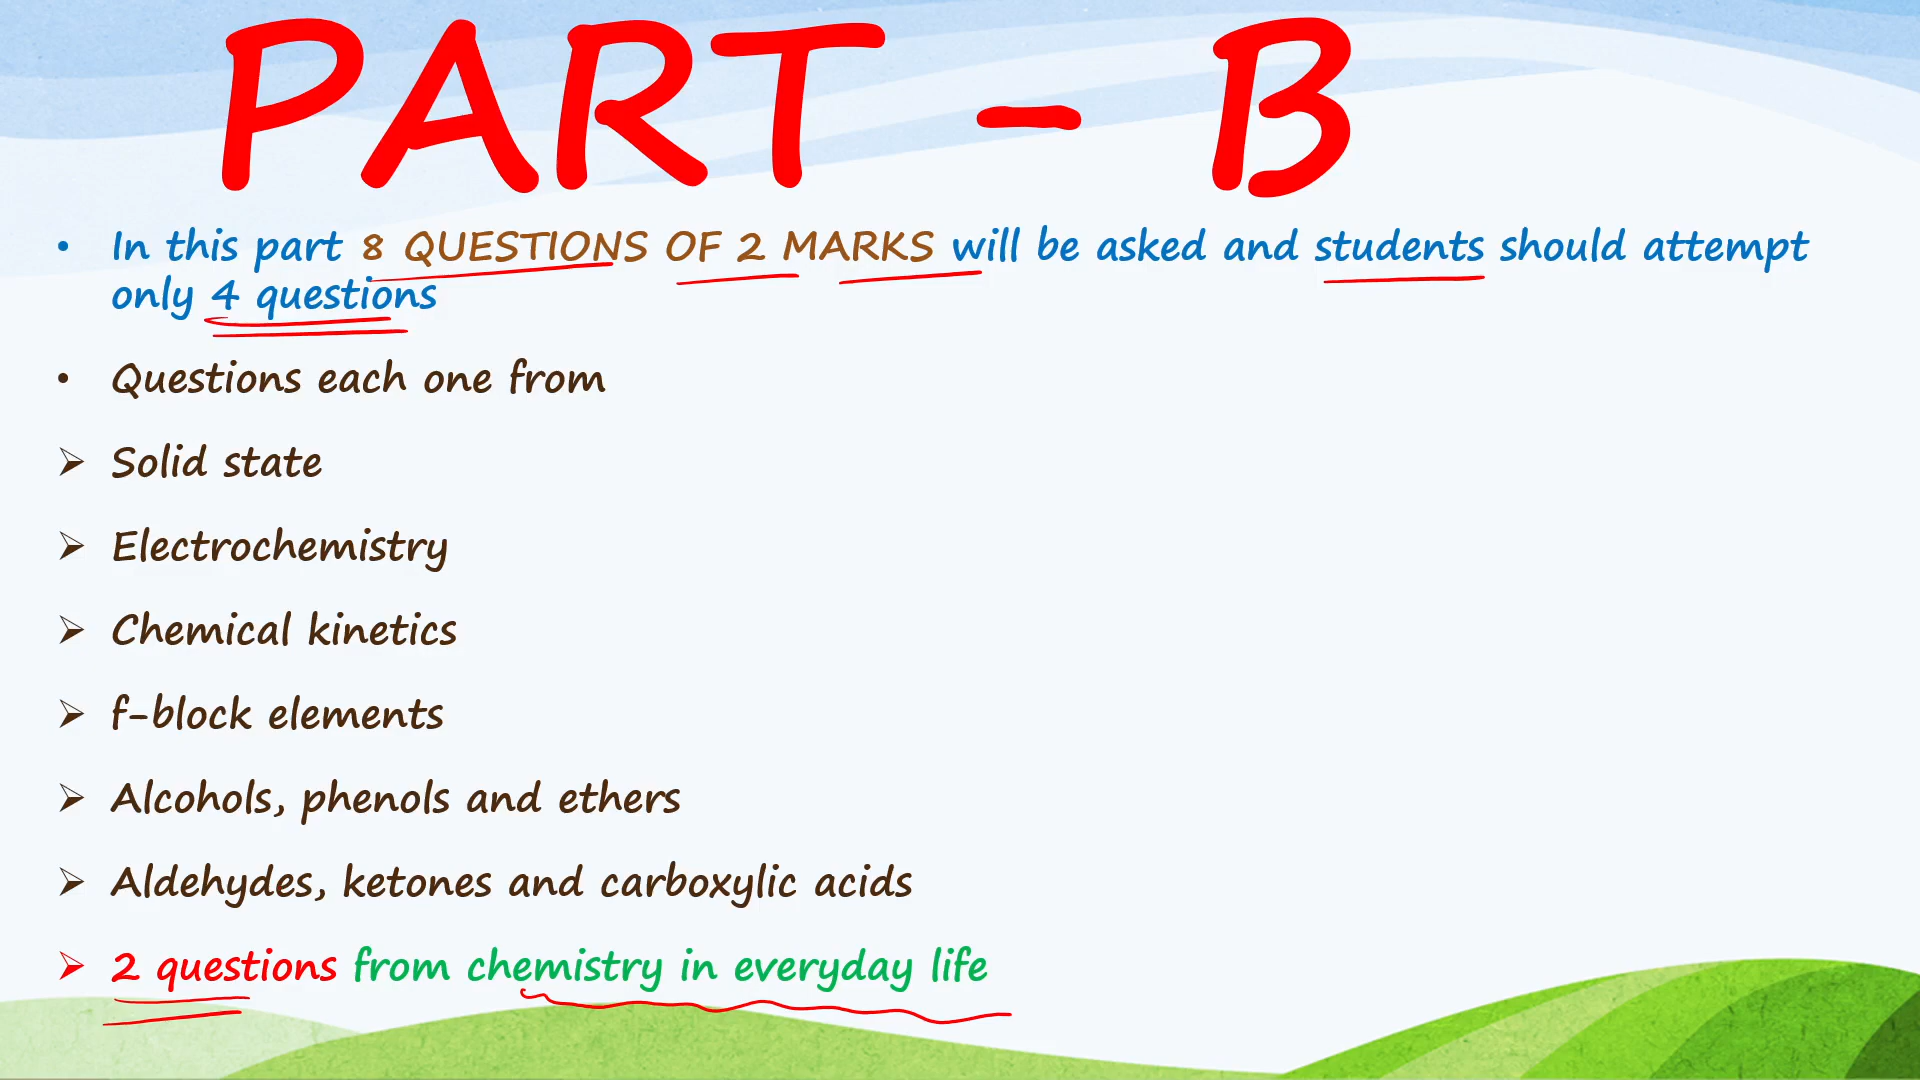 PART - B
• In this part 8 QUESTIONS OF 2 MARKS will be asked and students should attempt
only 4 questions
• Questions each one from
➢ Solid state
➢ Electrochemistry
➢ Chemical kinetics
➢ f-block elements
➢ Alcohols, phenols and ethers
➢ Aldehydes, ketones and carboxylic acids
➢ 2 questions from chemistry in everyday life